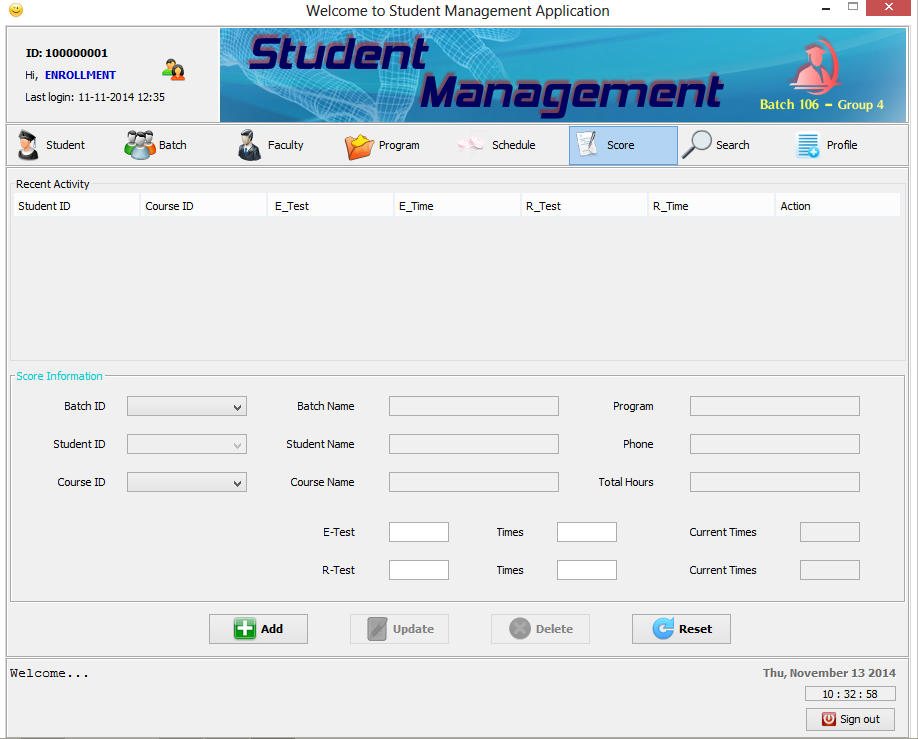 Welcome to Student Management Application
ID: 100000001
Hi, ENROLLMENT
Last login: 11-11-2014 12:35
Student
Management
Batch 106 – Group 4
Student Batch Faculty Program Schedule Score Search Profile
Recent Activity
Student ID Course ID E_Test E_Time R_Test R_Time Action
Score Information
Batch ID Batch Name Program
Student ID Student Name Phone
Course ID Course Name Total Hours
E-Test Times Current Times
R-Test Times Current Times
Add Update Delete Reset
Welcome...
Thu, November 13 2014
10 : 32 : 58
Sign out